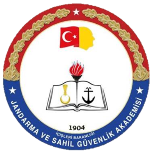 1904
İÇİŞLERİ BAKANLIĞI
JANDARMA VE SAHİL GÜVENLİK AKADEMİSİ